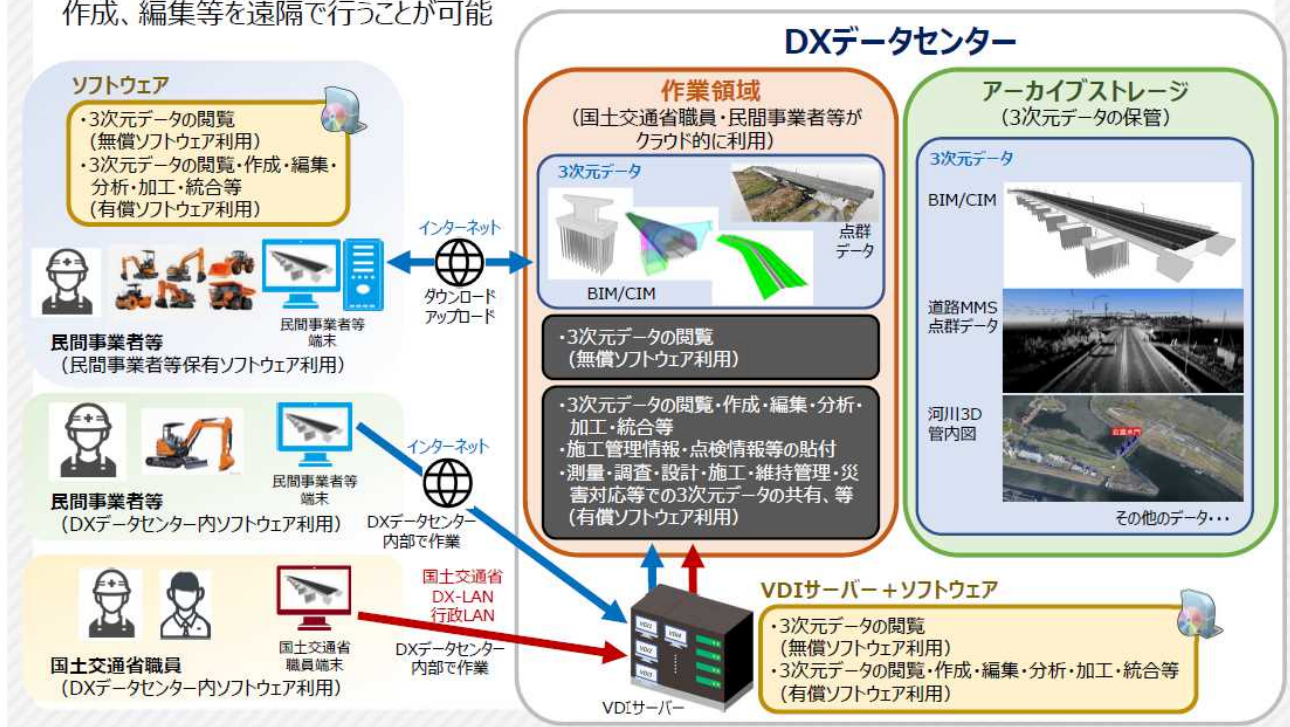 作成、編集等を遠隔で行うことが可能
ソフトウェア
・3次元データの閲覧
(無償ソフトウェア利用)
・3次元データの閲覧・作成・編集・
分析・加工・統合等
(有償ソフトウェア利用)
民間事業者等
端末
民間事業者等
(民間事業者等保有ソフトウェア利用)
インターネット
ダウンロード
アップロード
民間事業者等
端末
民間事業者等
(DXデータセンター内ソフトウェア利用)
インターネット
DXデータセンター
内部で作業
国土交通省
職員端末
国土交通省職員
(DXデータセンター内ソフトウェア利用)
国土交通省
DX-LAN
行政LAN
DXデータセンター
内部で作業
DXデータセンター
作業領域
(国土交通省職員・民間事業者等が
クラウド的に利用)
3次元データ
点群
データ
BIM/CIM
・3次元データの閲覧
(無償ソフトウェア利用)
・3次元データの閲覧・作成・編集・分析・
加工・統合等
・施工管理情報・点検情報等の貼付
・測量・調査・設計・施工・維持管理・災
害対応等での3次元データの共有、等
(有償ソフトウェア利用)
アーカイブストレージ
(3次元データの保管)
3次元データ
BIM/CIM
道路MMS
点群データ
河川3D
管内図
その他のデータ・・・
VDI1
VDI2
VDI3
VDIサーバー
VDIサーバー+ソフトウェア
・3次元データの閲覧
(無償ソフトウェア利用)
・3次元データの閲覧・作成・編集・分析・加工・統合等
(有償ソフトウェア利用)